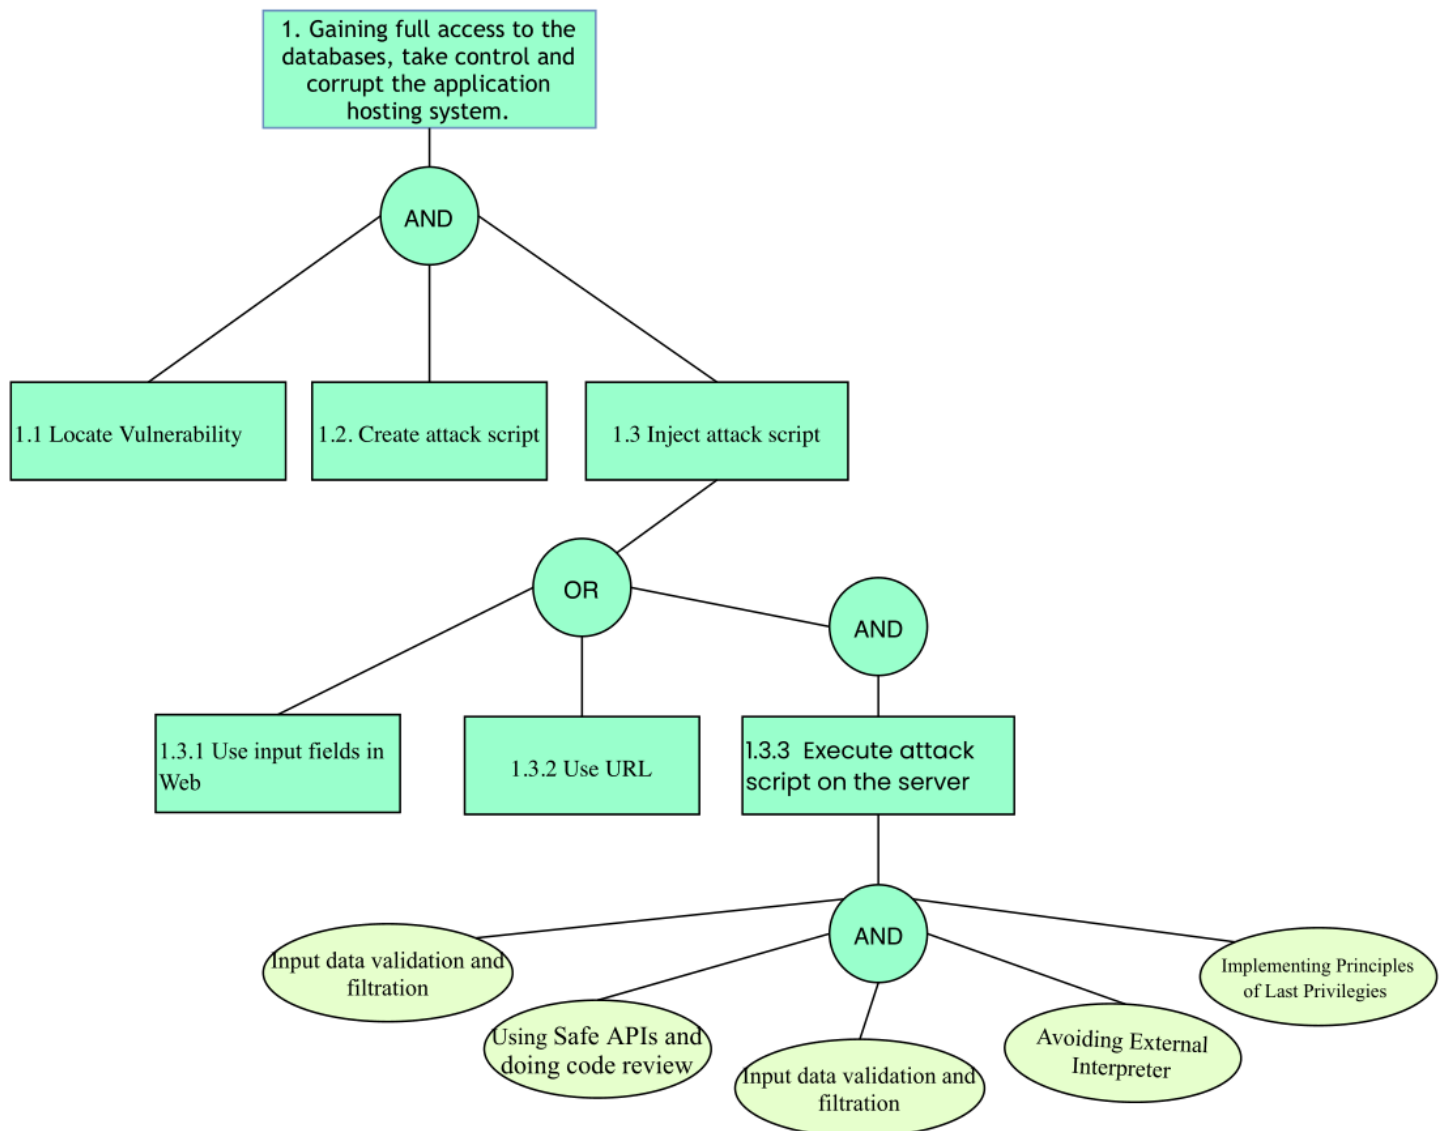 1. Gaining full access to the
databases, take control and
corrupt the application
hosting system.
AND
1.1 Locate Vulnerability
1.2. Create attack script
1.3 Inject attack script
OR
AND
1.3.1 Use input fields in
Web
1.3.2 Use URL
1.3.3 Execute attack
script on the server
AND
Input data validation and
filtration
Using Safe APIs and
doing code review
Input data validation and
filtration
Avoiding External
Interpreter
Implementing Principles
of Last Privilegies